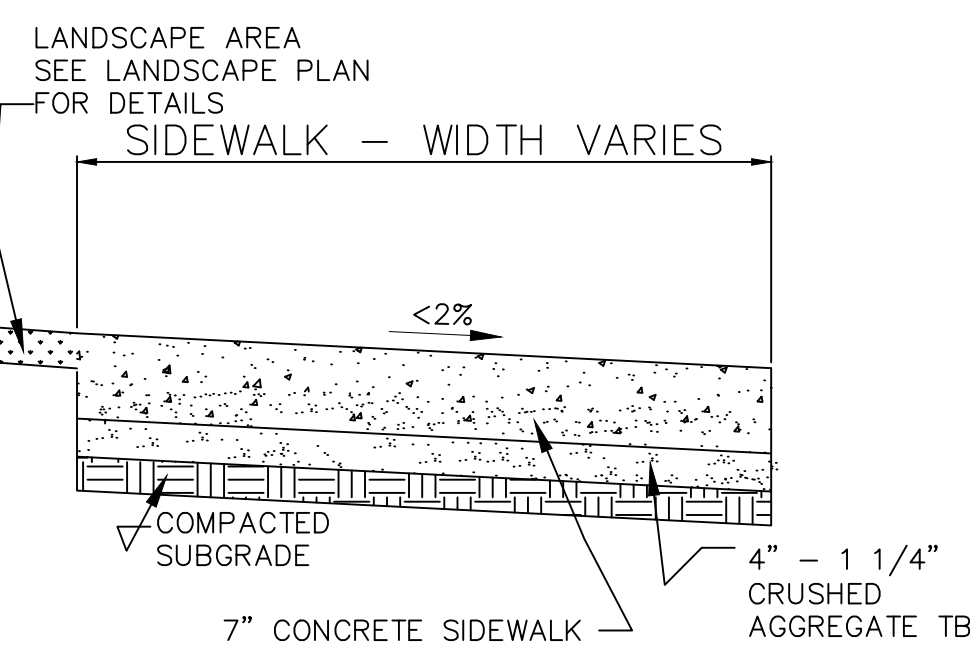 LANDSCAPE AREA
SEE LANDSCAPE PLAN
FOR DETAILS
SIDEWALK – WIDTH VARIES
<2%
COMPACTED
SUBGRADE
4” – 1 1/4”
CRUSHED
AGGREGATE TB
7” CONCRETE SIDEWALK